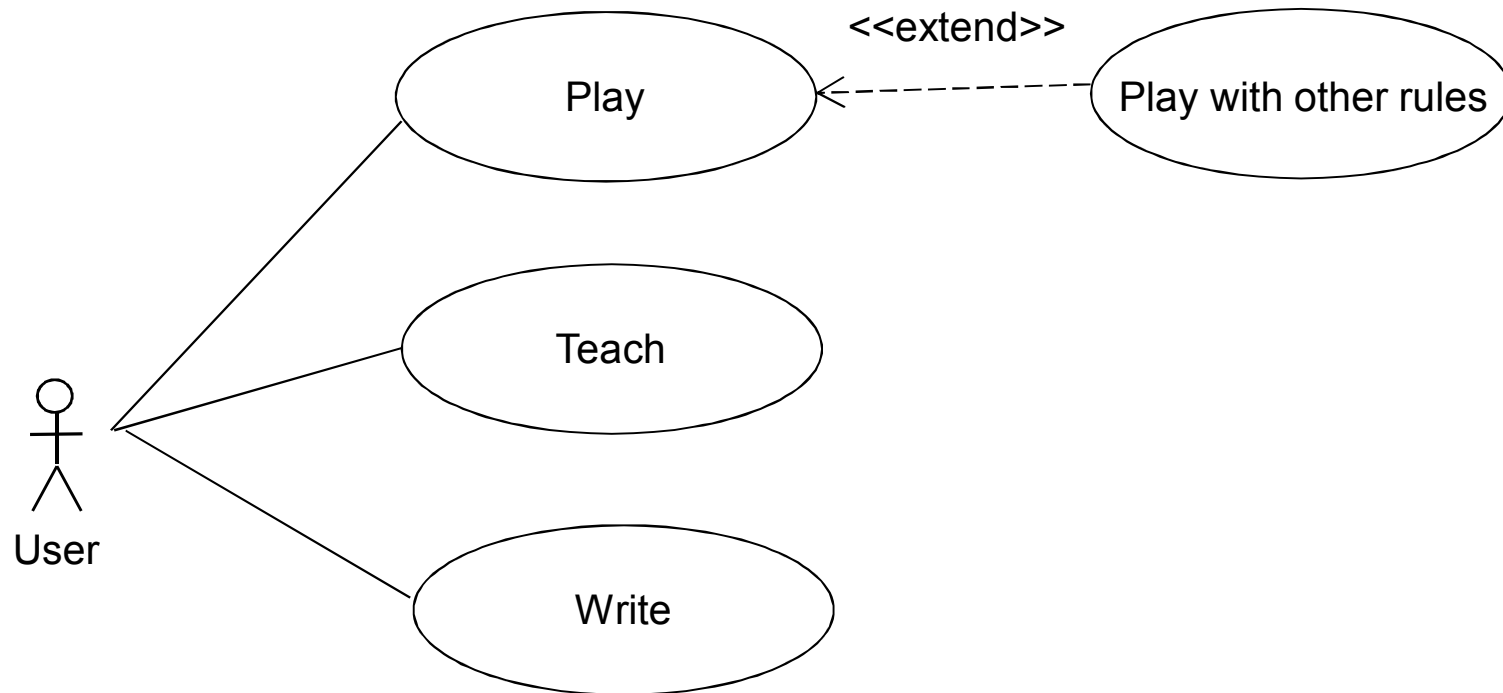 <<extend>>
Play
Play with other rules
Teach
User
Write